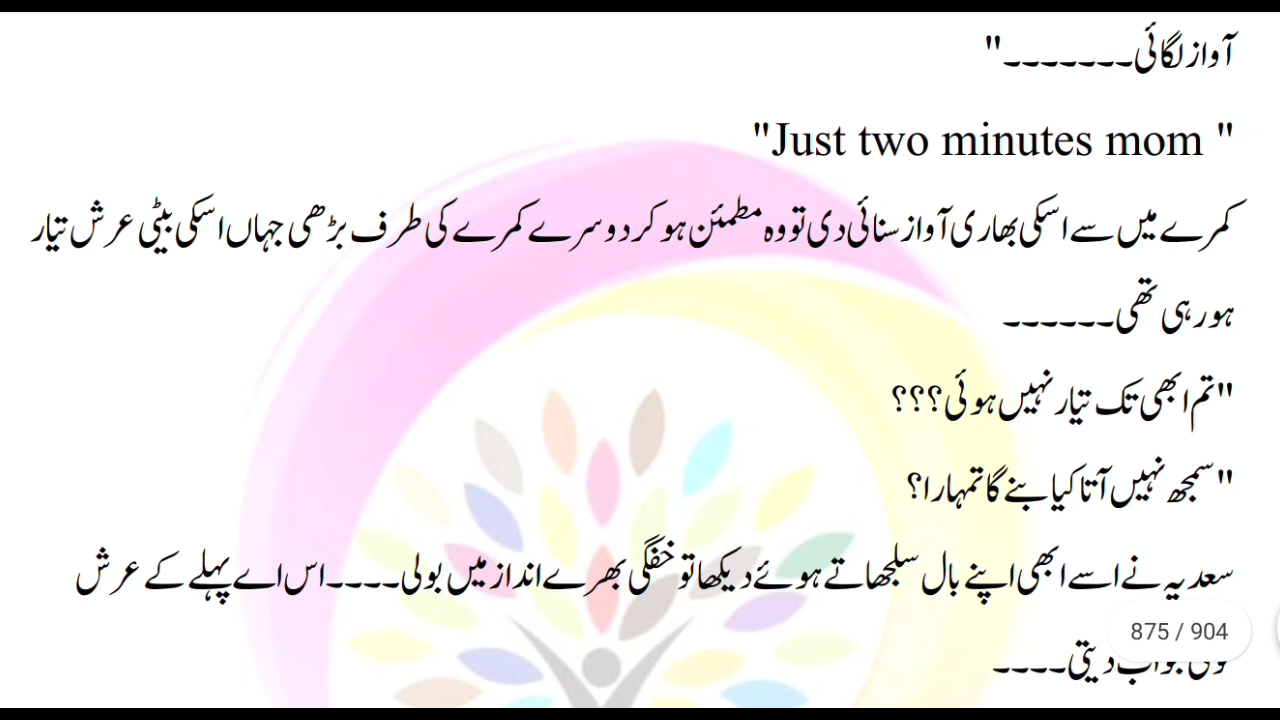 آواز لگائی۔۔۔۔۔۔۔"
"Just two minutes mom "
کمرے میں سے اسکی بھاری آواز سنائی دی تو وہ مطمئن ہو کر دوسرے کمرے کی طرف بڑھی جہاں اسکی بیٹی عرش تیار
ہو رہی تھی۔۔۔۔۔۔
"تم ابھی تک تیار نہیں ہوئی؟؟؟
"سمجھ نہیں آتا کیا بنے گا تمہارا؟
سعدیہ نے اسے ابھی اپنے بال سلجھاتے ہوئے دیکھا تو خفگی بھرے انداز میں بولی۔۔۔۔اس اے پہلے کے عرش
دیتی۔۔۔۔
875 / 904